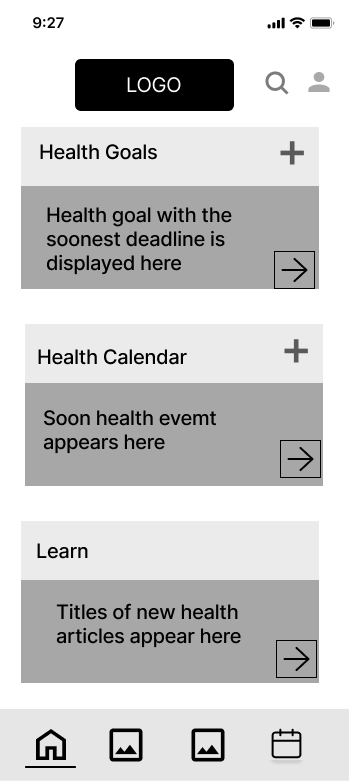 9:27
LOGO
Health Goals
Health goal with the
soonest deadline is
displayed here
Health Calendar
Soon health evemt
appears here
Learn
Titles of new health
articles appear here